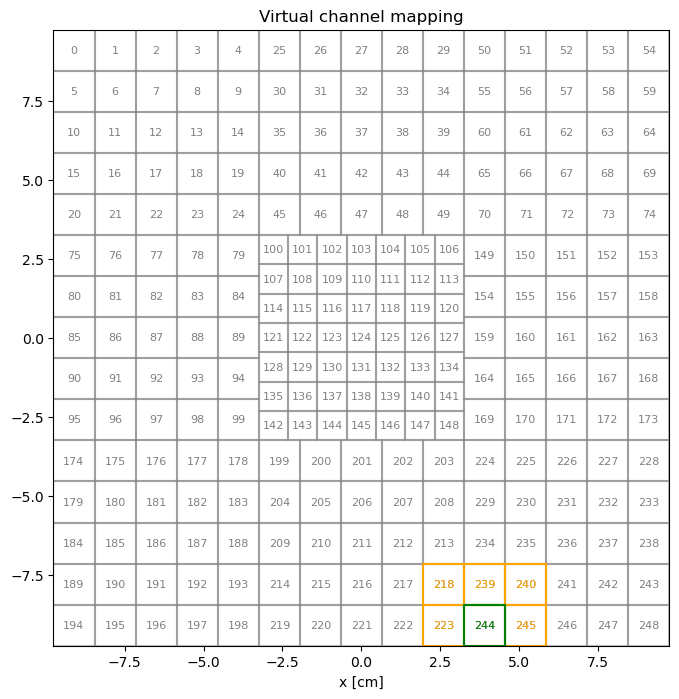 Virtual channel mapping
0 1 2 3 4 25 26 27 28 29 50 51 52 53 54
7.5 5 6 7 8 9 30 31 32 33 34 55 56 57 58 59
10 11 12 13 14 35 36 37 38 39 60 61 62 63 64
5.0 15 16 17 18 19 40 41 42 43 44 65 66 67 68 69
20 21 22 23 24 45 46 47 48 49 70 71 72 73 74
2.5 75 76 77 78 79 100 101 102 103 104 105 106 149 150 151 152 153
107 108 109 110 111 112 113
80 81 82 83 84 114 115 116 117 118 119 120 154 155 156 157 158
0.0 85 86 87 88 89 121 122 123 124 125 126 127 159 160 161 162 163
90 91 92 93 94 128 129 130 131 132 133 134 164 165 166 167 168
135 136 137 138 139 140 141
−2.5 95 96 97 98 99 142 143 144 145 146 147 148 169 170 171 172 173
174 175 176 177 178 199 200 201 202 203 224 225 226 227 228
−5.0 179 180 181 182 183 204 205 206 207 208 229 230 231 232 233
184 185 186 187 188 209 210 211 212 213 234 235 236 237 238
−7.5 189 190 191 192 193 214 215 216 217 218 239 240 241 242 243
194 195 196 197 198 219 220 221 222 223 244 245 246 247 248
−7.5 −5.0 −2.5 0.0 2.5 5.0 7.5
x [cm]